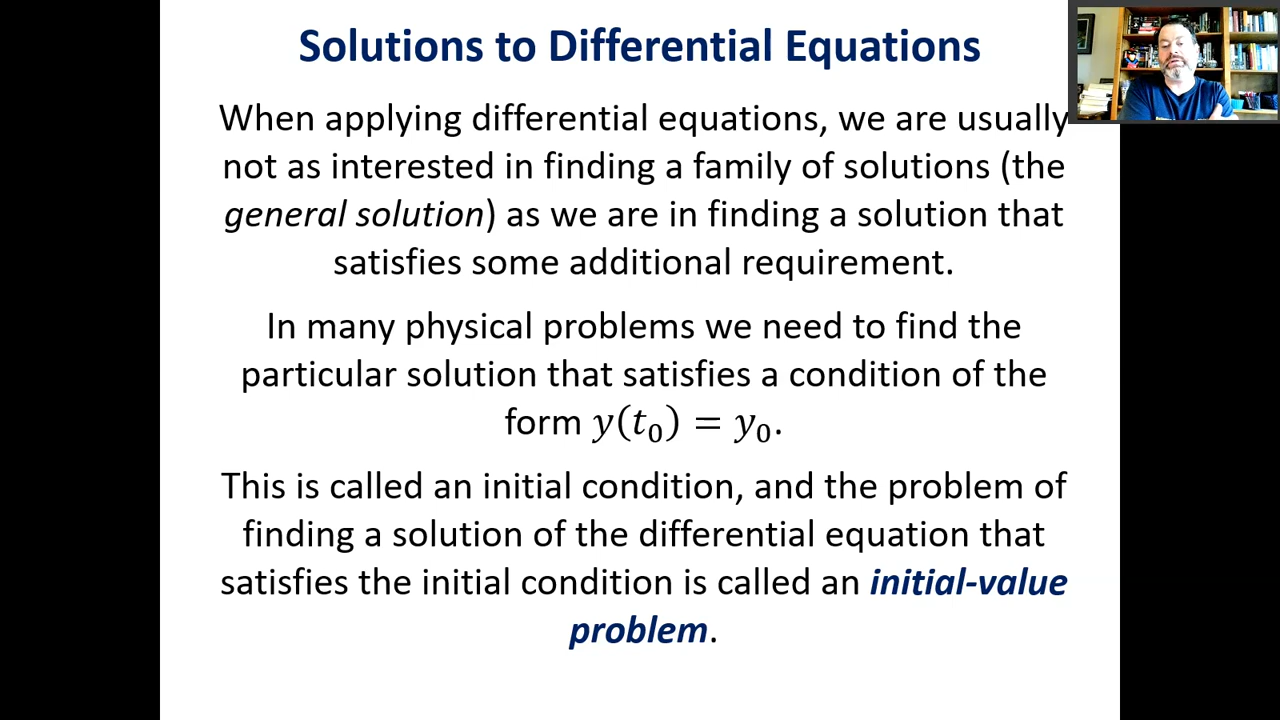 Solutions to Differential Equations
When applying differential equations, we are usually
not as interested in finding a family of solutions (the
general solution) as we are in finding a solution that
satisfies some additional requirement.
In many physical problems we need to find the
particular solution that satisfies a condition of the
form y(t₀) = y₀.
This is called an initial condition, and the problem of
finding a solution of the differential equation that
satisfies the initial condition is called an initial-value
problem.